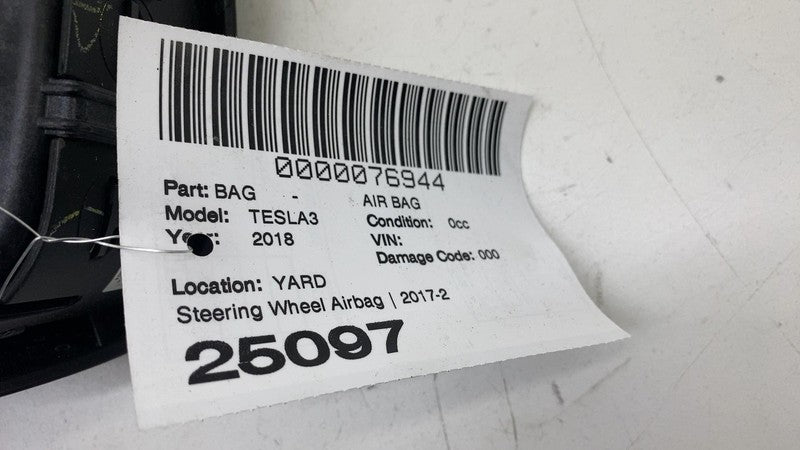 0000076944
Part: BAG - AIR BAG
Model: TESLA3 Condition: 0cc
Year: 2018 VIN:
Damage Code: 000
Location: YARD
Steering Wheel Airbag | 2017-2
25097